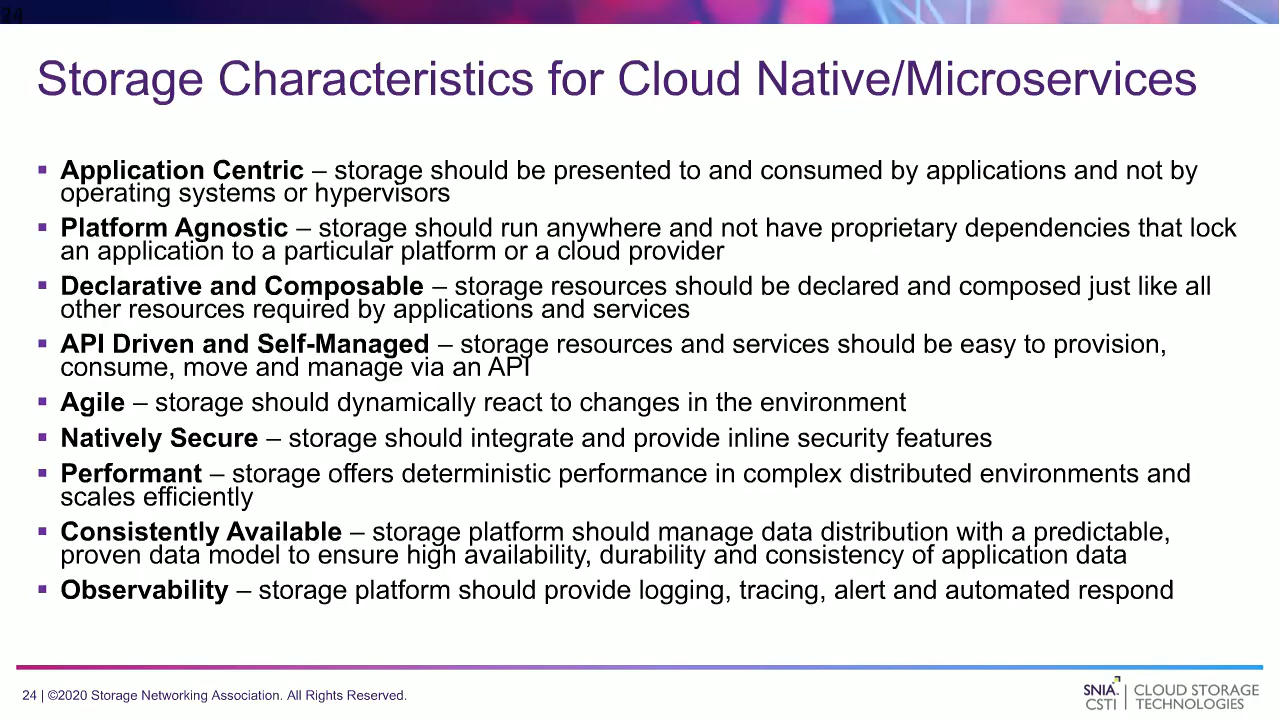 24
Storage Characteristics for Cloud Native/Microservices
▪ Application Centric – storage should be presented to and consumed by applications and not by
operating systems or hypervisors
▪ Platform Agnostic – storage should run anywhere and not have proprietary dependencies that lock
an application to a particular platform or a cloud provider
▪ Declarative and Composable – storage resources should be declared and composed just like all
other resources required by applications and services
▪ API Driven and Self-Managed – storage resources and services should be easy to provision,
consume, move and manage via an API
▪ Agile – storage should dynamically react to changes in the environment
▪ Natively Secure – storage should integrate and provide inline security features
▪ Performant – storage offers deterministic performance in complex distributed environments and
scales efficiently
▪ Consistently Available – storage platform should manage data distribution with a predictable,
proven data model to ensure high availability, durability and consistency of application data
▪ Observability – storage platform should provide logging, tracing, alert and automated respond
24 | ©2020 Storage Networking Association. All Rights Reserved.
SNIA. | CLOUD STORAGE
CSTI | TECHNOLOGIES